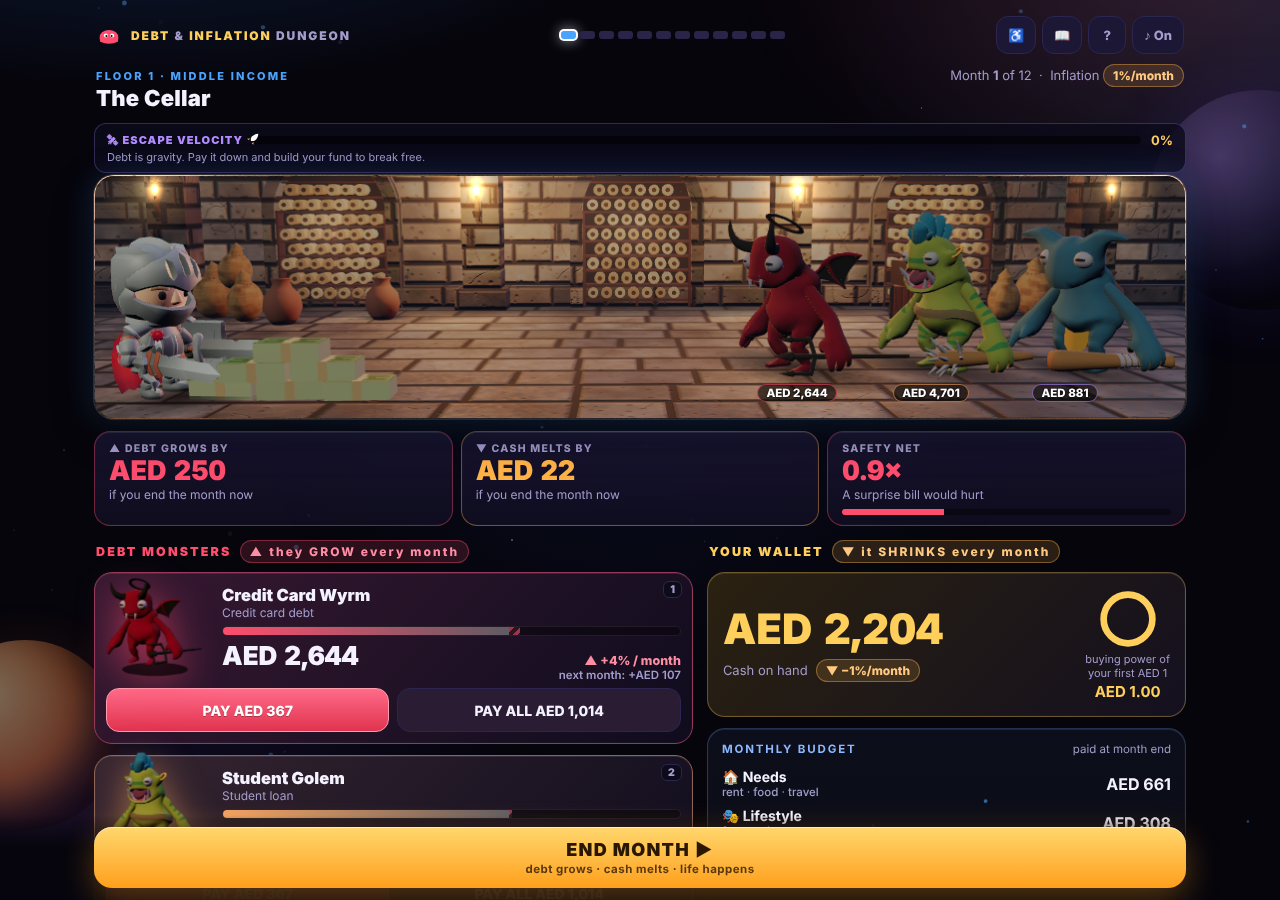 DEBT & INFLATION DUNGEON
? ♪ On
FLOOR 1 · MIDDLE INCOME
Month 1 of 12 · Inflation 1%/month
The Cellar
ESCAPE VELOCITY
0%
Debt is gravity. Pay it down and build your fund to break free.
AED 2,644
AED 4,701
AED 881
▲ DEBT GROWS BY
AED 250
if you end the month now
▼ CASH MELTS BY
AED 22
if you end the month now
SAFETY NET
0.9×
A surprise bill would hurt
DEBT MONSTERS ▲ they GROW every month
Credit Card Wyrm
1
Credit card debt
AED 2,644
▲ +4% / month
next month: +AED 107
PAY AED 367
PAY ALL AED 1,014
Student Golem
2
Student loan
YOUR WALLET ▼ it SHRINKS every month
AED 2,204
Cash on hand ▼ −1%/month
buying power of
your first AED 1
AED 1.00
MONTHLY BUDGET
paid at month end
Needs
AED 661
rent · food · travel
Lifestyle
AED 308
END MONTH ▶
debt grows · cash melts · life happens
PAY ALL AED 1,014